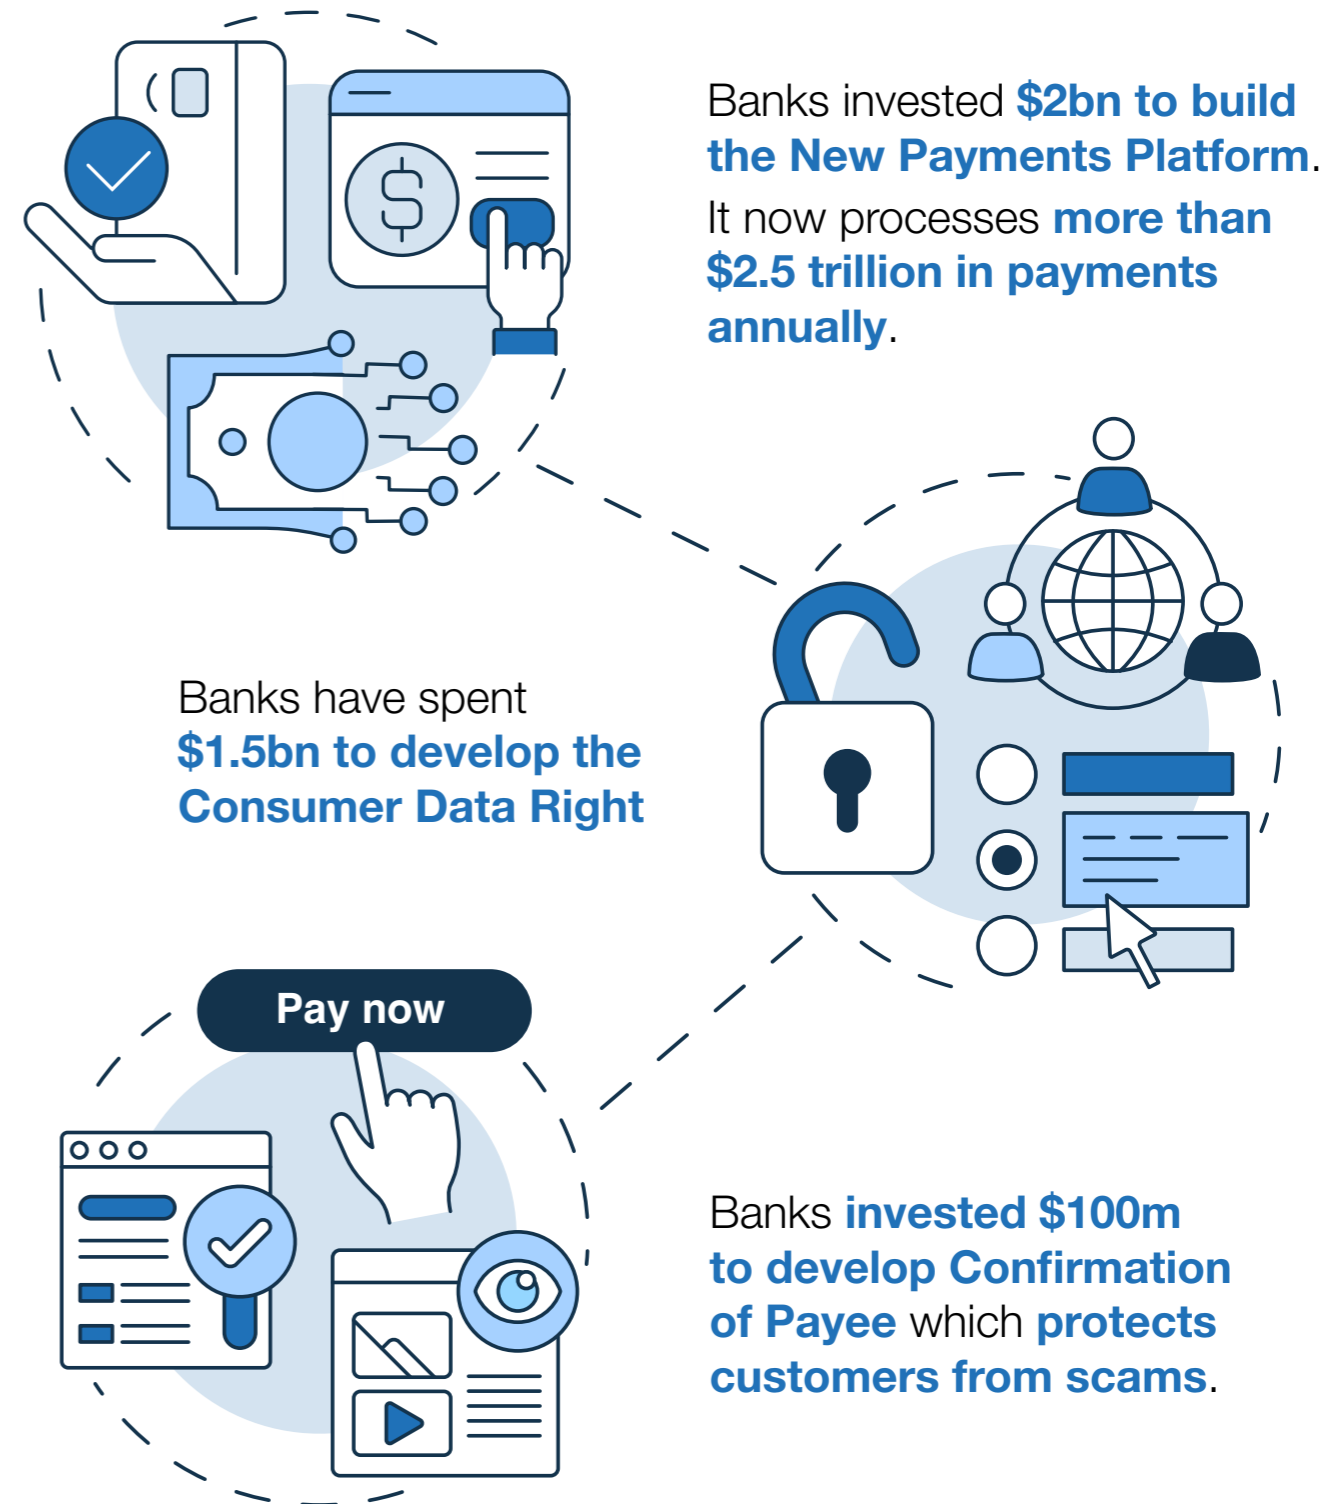 Banks invested $2bn to build
the New Payments Platform.
It now processes more than
$2.5 trillion in payments
annually.
Banks have spent
$1.5bn to develop the
Consumer Data Right
Pay now
Banks invested $100m
to develop Confirmation
of Payee which protects
customers from scams.